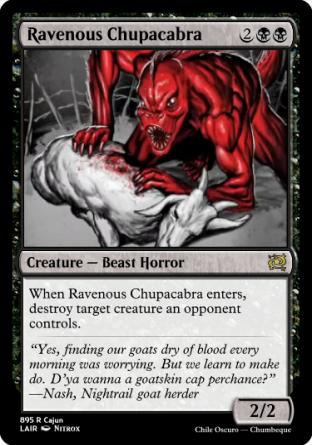 Ravenous Chupacabra 2
Creature — Beast Horror
When Ravenous Chupacabra enters,
destroy target creature an opponent
controls.
“Yes, finding our goats dry of blood every
morning was worrying. But we learn to make
do. D’ya wanna a goatskin cap perchance?”
—Nash, Nightrail goat herder
2/2
895 R Cajun
LAIR NITROX
Chile Oscuro — Chumbeque